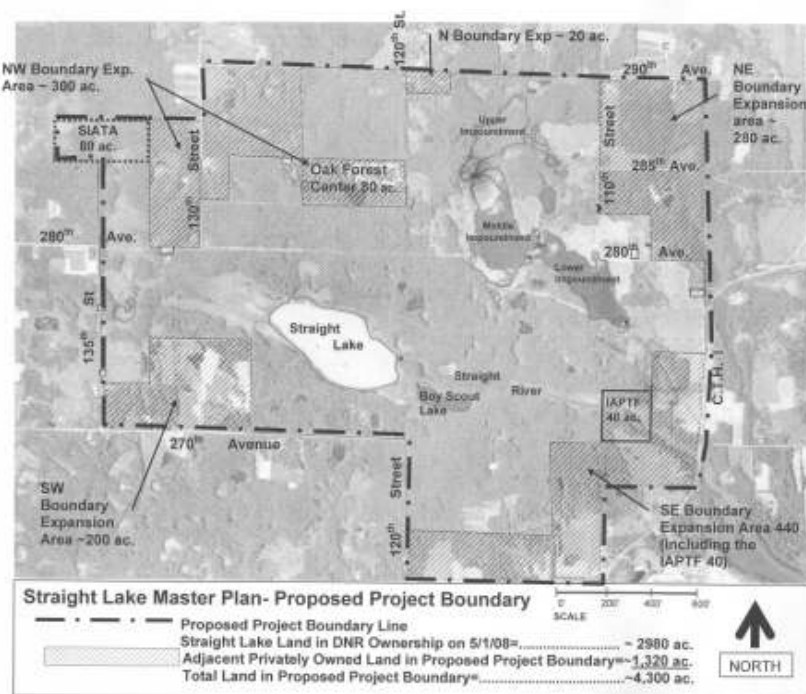 120th St.
N Boundary Exp ~ 20 ac.
NW Boundary Exp.
Area ~ 300 ac.
290th Ave.
NE
Boundary
Expansion
area ~
280 ac.
SIATA
80 ac.
Street
130th
Oak Forest
Center 80 ac.
Upper
Impoundment
Street
110th
285th Ave.
280th Ave.
Middle
Impoundment
280th Ave.
Lower
Impoundment
135th St
Straight
Lake
Straight
River
Boy Scout
Lake
IAPTF
40 ac.
C.T.H. I
270th Avenue
SW
Boundary
Expansion
Area ~200 ac.
Street
120th
SE Boundary
Expansion Area 440
(including the
IAPTF 40)
Straight Lake Master Plan- Proposed Project Boundary
0' 200' 400' 600'
SCALE
Proposed Project Boundary Line
Straight Lake Land in DNR Ownership on 5/1/08=.................. ~ 2980 ac.
Adjacent Privately Owned Land in Proposed Project Boundary=~1,320 ac.
Total Land in Proposed Project Boundary=.........................~4,300 ac.
NORTH